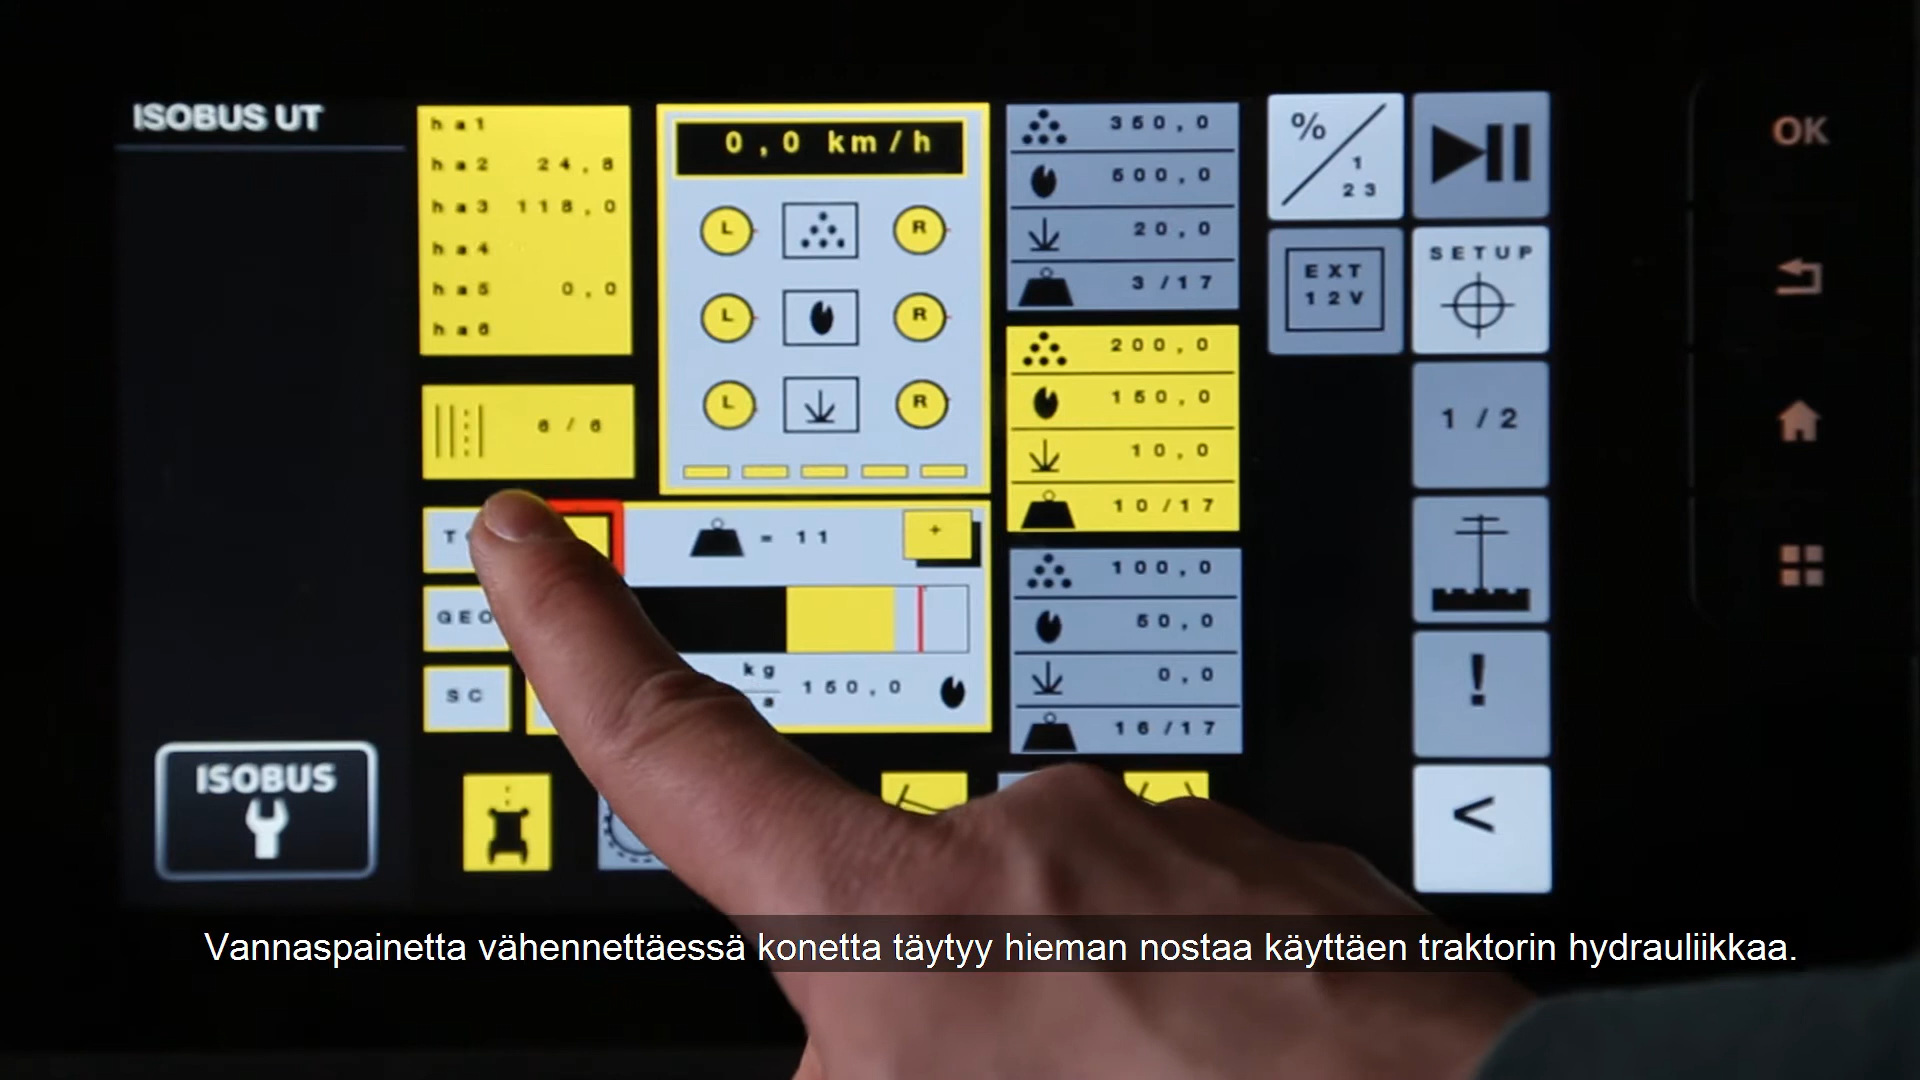 ISOBUS UT
ha1
ha2 24,8
ha3 118,0
ha4
ha5 0,0
ha6
6/6
0,0 km/h
L R
L R
L R
= 11
+
GEO
SC
kg
150,0
350,0
500,0
20,0
3/17
200,0
150,0
10,0
10/17
100,0
50,0
0,0
16/17
%
1
23
EXT
12V
SETUP
1/2
!
<
OK
ISOBUS
Vannaspainetta vähennettäessä konetta täytyy hieman nostaa käyttäen traktorin hydrauliikkaa.